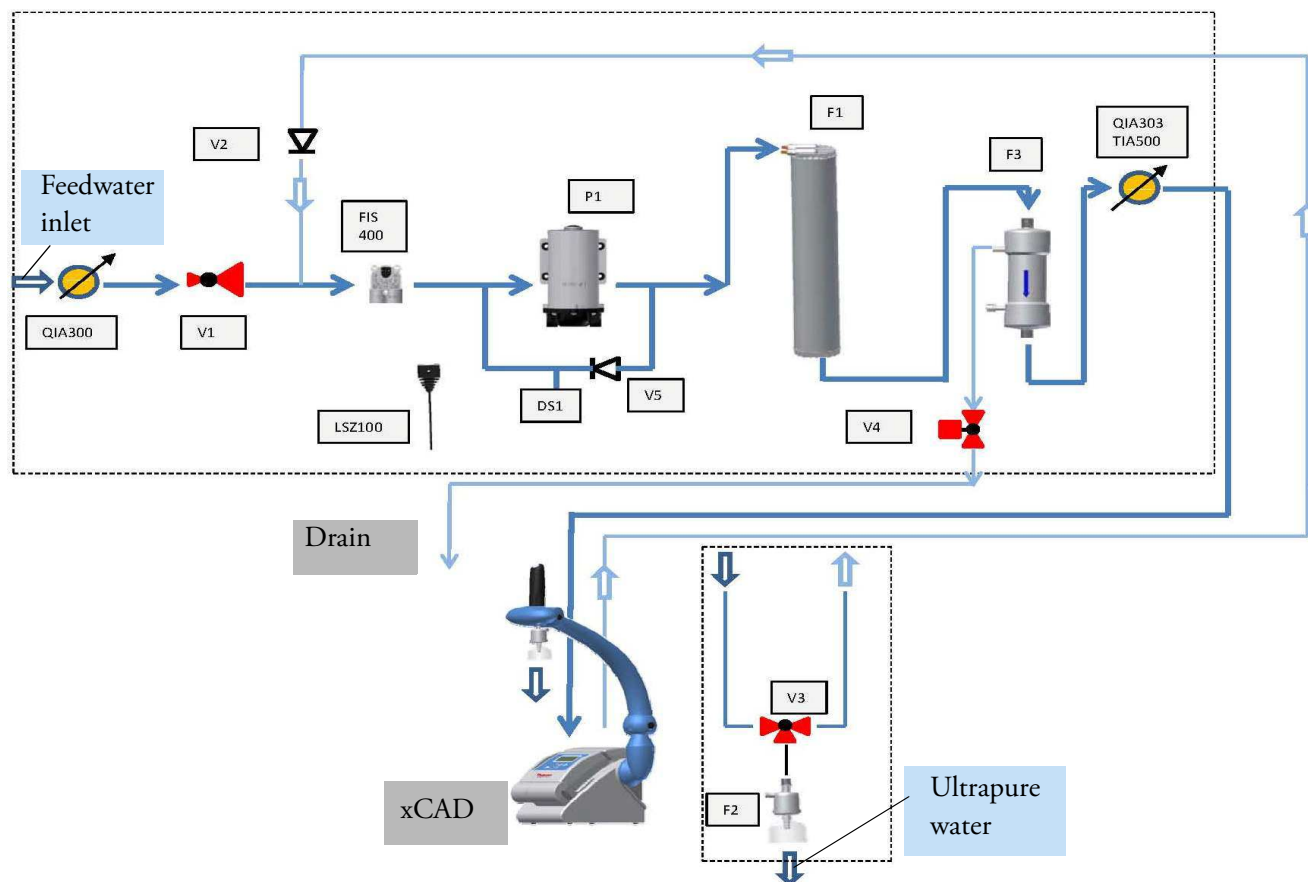 F1
QIA303
TIA500
V2
F3
Feedwater
inlet
P1
FIS
400
QIA300
V1
V5
DS1
LSZ100
V4
Drain
V3
xCAD
F2
Ultrapure
water